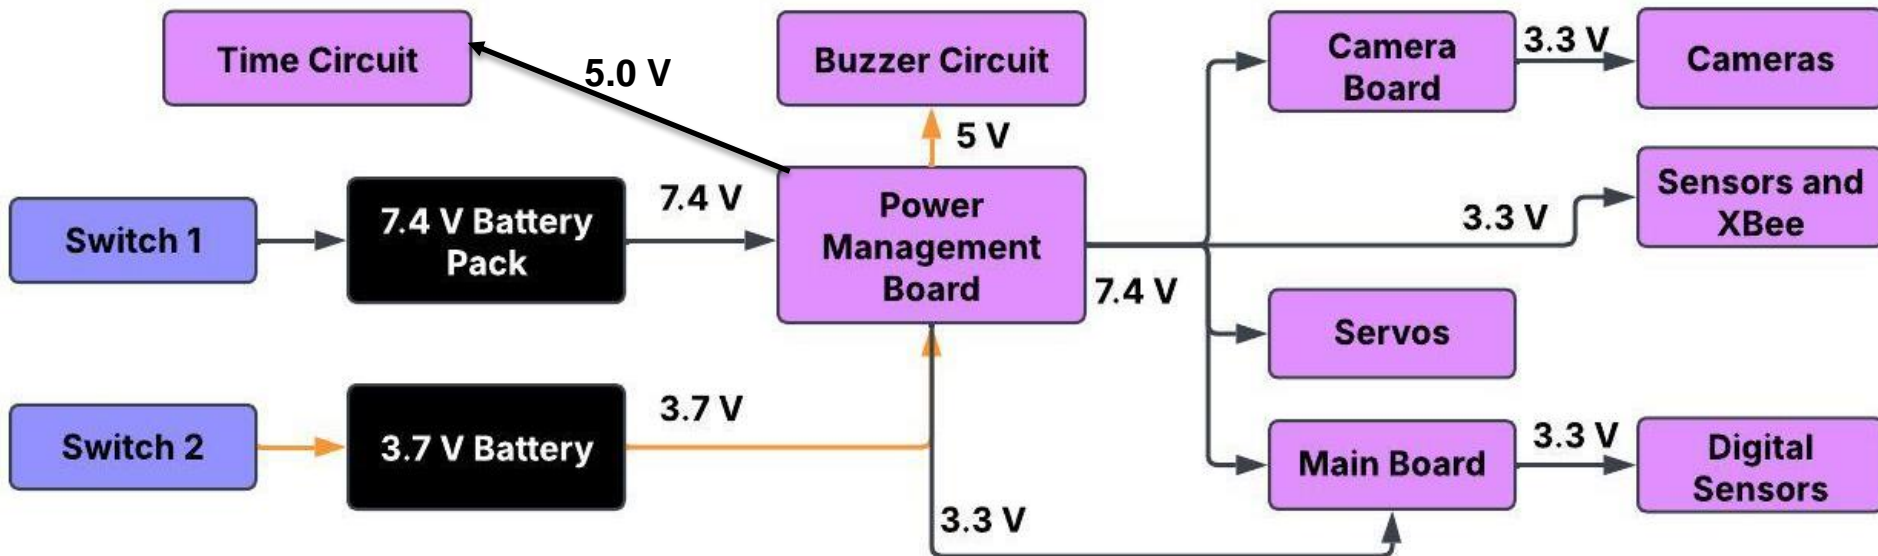 Time Circuit
5.0 V
Buzzer Circuit
5 V
Camera
Board
3.3 V
Cameras
Switch 1
7.4 V Battery
Pack
7.4 V
Power
Management
Board
7.4 V
3.3 V
Sensors and
XBee
Servos
Switch 2
3.7 V Battery
3.7 V
3.3 V
Main Board
3.3 V
Digital
Sensors